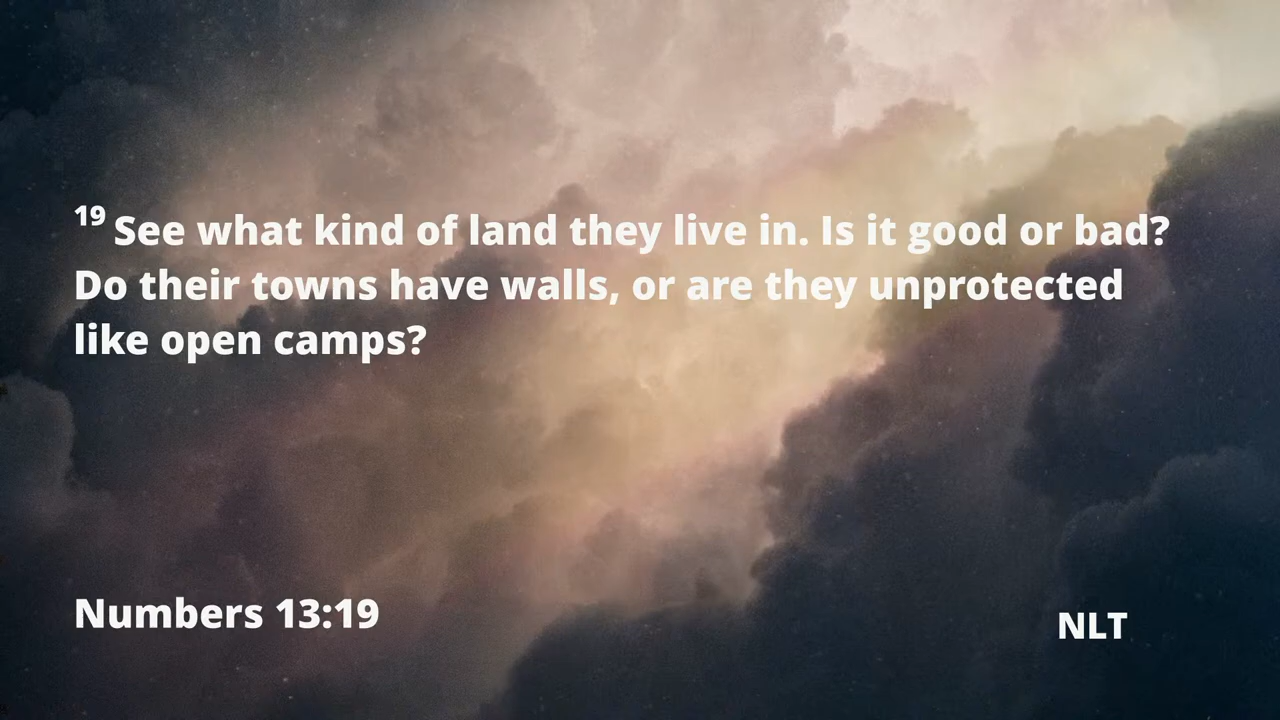 19 See what kind of land they live in. Is it good or bad?
Do their towns have walls, or are they unprotected
like open camps?
Numbers 13:19
NLT